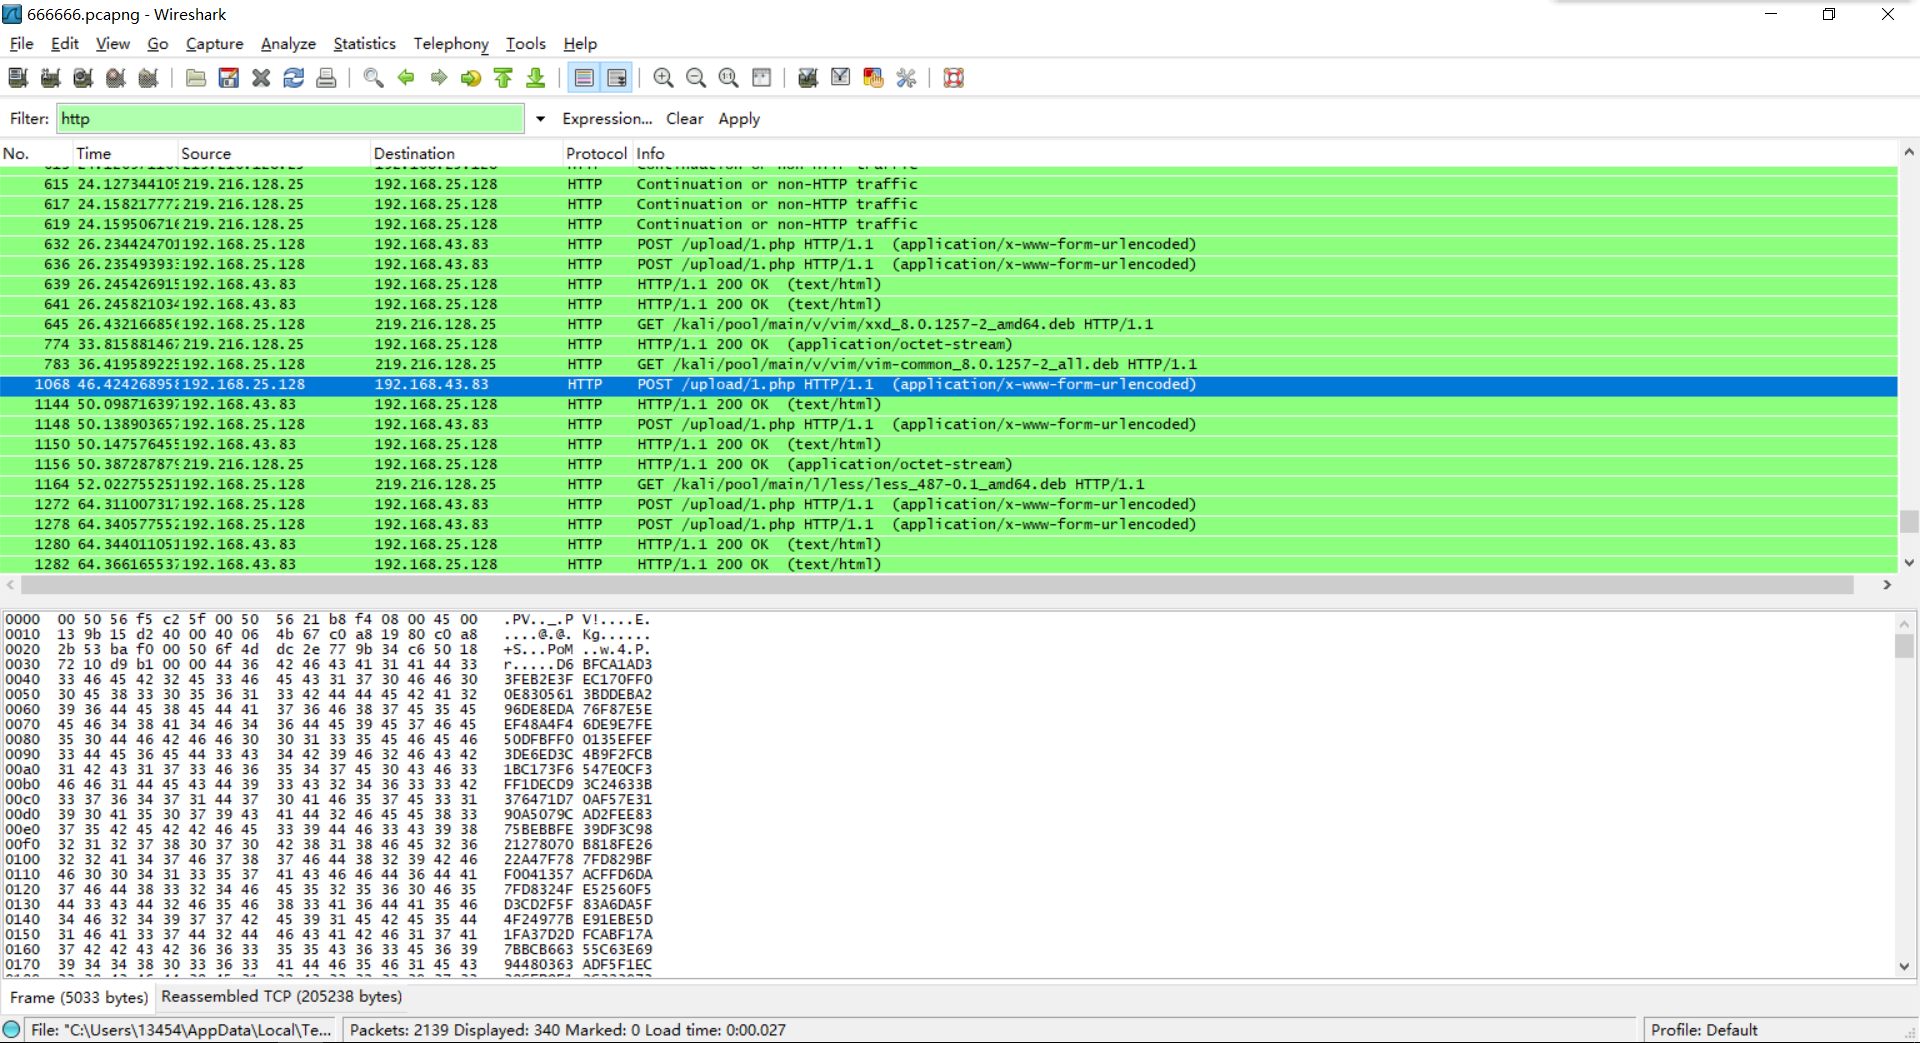 666666.pcapng - Wireshark
File Edit View Go Capture Analyze Statistics Telephony Tools Help
Filter: http Expression... Clear Apply
No. Time Source Destination Protocol Info
615 24.127344105 219.216.128.25 192.168.25.128 HTTP Continuation or non-HTTP traffic
617 24.158217772 219.216.128.25 192.168.25.128 HTTP Continuation or non-HTTP traffic
619 24.159506716 219.216.128.25 192.168.25.128 HTTP Continuation or non-HTTP traffic
632 26.234424701 192.168.25.128 192.168.43.83 HTTP POST /upload/1.php HTTP/1.1 (application/x-www-form-urlencoded)
636 26.235493933 192.168.25.128 192.168.43.83 HTTP POST /upload/1.php HTTP/1.1 (application/x-www-form-urlencoded)
639 26.245426915 192.168.43.83 192.168.25.128 HTTP HTTP/1.1 200 OK (text/html)
641 26.245821034 192.168.43.83 192.168.25.128 HTTP HTTP/1.1 200 OK (text/html)
645 26.432166856 192.168.25.128 219.216.128.25 HTTP GET /kali/pool/main/v/vim/xxd_8.0.1257-2_amd64.deb HTTP/1.1
774 33.815881467 219.216.128.25 192.168.25.128 HTTP HTTP/1.1 200 OK (application/octet-stream)
783 36.419589225 192.168.25.128 219.216.128.25 HTTP GET /kali/pool/main/v/vim/vim-common_8.0.1257-2_all.deb HTTP/1.1
1068 46.424268958 192.168.25.128 192.168.43.83 HTTP POST /upload/1.php HTTP/1.1 (application/x-www-form-urlencoded)
1144 50.098716397 192.168.43.83 192.168.25.128 HTTP HTTP/1.1 200 OK (text/html)
1148 50.138903657 192.168.25.128 192.168.43.83 HTTP POST /upload/1.php HTTP/1.1 (application/x-www-form-urlencoded)
1150 50.147576455 192.168.43.83 192.168.25.128 HTTP HTTP/1.1 200 OK (text/html)
1156 50.387287879 219.216.128.25 192.168.25.128 HTTP HTTP/1.1 200 OK (application/octet-stream)
1164 52.022755251 192.168.25.128 219.216.128.25 HTTP GET /kali/pool/main/l/less/less_487-0.1_amd64.deb HTTP/1.1
1272 64.311007317 192.168.25.128 192.168.43.83 HTTP POST /upload/1.php HTTP/1.1 (application/x-www-form-urlencoded)
1278 64.340577552 192.168.25.128 192.168.43.83 HTTP POST /upload/1.php HTTP/1.1 (application/x-www-form-urlencoded)
1280 64.344011051 192.168.43.83 192.168.25.128 HTTP HTTP/1.1 200 OK (text/html)
1282 64.366165537 192.168.43.83 192.168.25.128 HTTP HTTP/1.1 200 OK (text/html)
0000 00 50 56 f5 c2 5f 00 50 56 21 b8 f4 08 00 45 00 .PV.._.P V!....E.
0010 13 9b 15 d2 40 00 40 06 4b 67 c0 a8 19 80 c0 a8 ....@.@. Kg......
0020 2b 53 ba f0 00 50 6f 4d dc 2e 77 9b 34 c6 50 18 +S...PoM ..w.4.P.
0030 72 10 d9 b1 00 00 44 36 42 46 43 41 31 41 44 33 r.....D6 BFCA1AD3
0040 33 46 45 42 32 45 33 46 45 43 31 37 30 46 46 30 3FEB2E3F EC170FF0
0050 30 45 38 33 30 35 36 31 33 42 44 44 45 42 41 32 0E830561 3BDDEBA2
0060 39 36 44 45 38 45 44 41 37 36 46 38 37 45 35 45 96DE8EDA 76F87E5E
0070 45 46 34 38 41 34 46 34 36 44 45 39 45 37 46 45 EF48A4F4 6DE9E7FE
0080 35 30 44 46 42 46 46 30 30 31 33 35 45 46 45 46 50DFBFF0 0135EFEF
0090 33 44 45 36 45 44 33 43 34 42 39 46 32 46 43 42 3DE6ED3C 4B9F2FCB
00a0 31 42 43 31 37 33 46 36 35 34 37 45 30 43 46 33 1BC173F6 547E0CF3
00b0 46 46 31 44 45 43 44 39 33 43 32 34 36 33 33 42 FF1DECD9 3C24633B
00c0 33 37 36 34 37 31 44 37 30 41 46 35 37 45 33 31 376471D7 0AF57E31
00d0 39 30 41 35 30 37 39 43 41 44 32 46 45 45 38 33 90A5079C AD2FEE83
00e0 37 35 42 45 42 42 46 45 33 39 44 46 33 43 39 38 75BEBBFE 39DF3C98
00f0 32 31 32 37 38 30 37 30 42 38 31 38 46 45 32 36 21278070 B818FE26
0100 32 32 41 34 37 46 37 38 37 46 44 38 32 39 42 46 22A47F78 7FD829BF
0110 46 30 30 34 31 33 35 37 41 43 46 46 44 36 44 41 F0041357 ACFFD6DA
0120 37 46 44 38 33 32 34 46 45 35 32 35 36 30 46 35 7FD8324F E52560F5
0130 44 33 43 44 32 46 35 46 38 33 41 36 44 41 35 46 D3CD2F5F 83A6DA5F
0140 34 46 32 34 39 37 37 42 45 39 31 45 42 45 35 44 4F24977B E91EBE5D
0150 31 46 41 33 37 44 32 44 46 43 41 42 46 31 37 41 1FA37D2D FCABF17A
0160 37 42 42 43 42 36 36 33 35 35 43 36 33 45 36 39 7BBCB663 55C63E69
0170 39 34 34 38 30 33 36 33 41 44 46 35 46 31 45 43 94480363 ADF5F1EC
Frame (5033 bytes) Reassembled TCP (205238 bytes)
File: "C:\Users\13454\AppData\Local\Te... Packets: 2139 Displayed: 340 Marked: 0 Load time: 0:00.027 Profile: Default